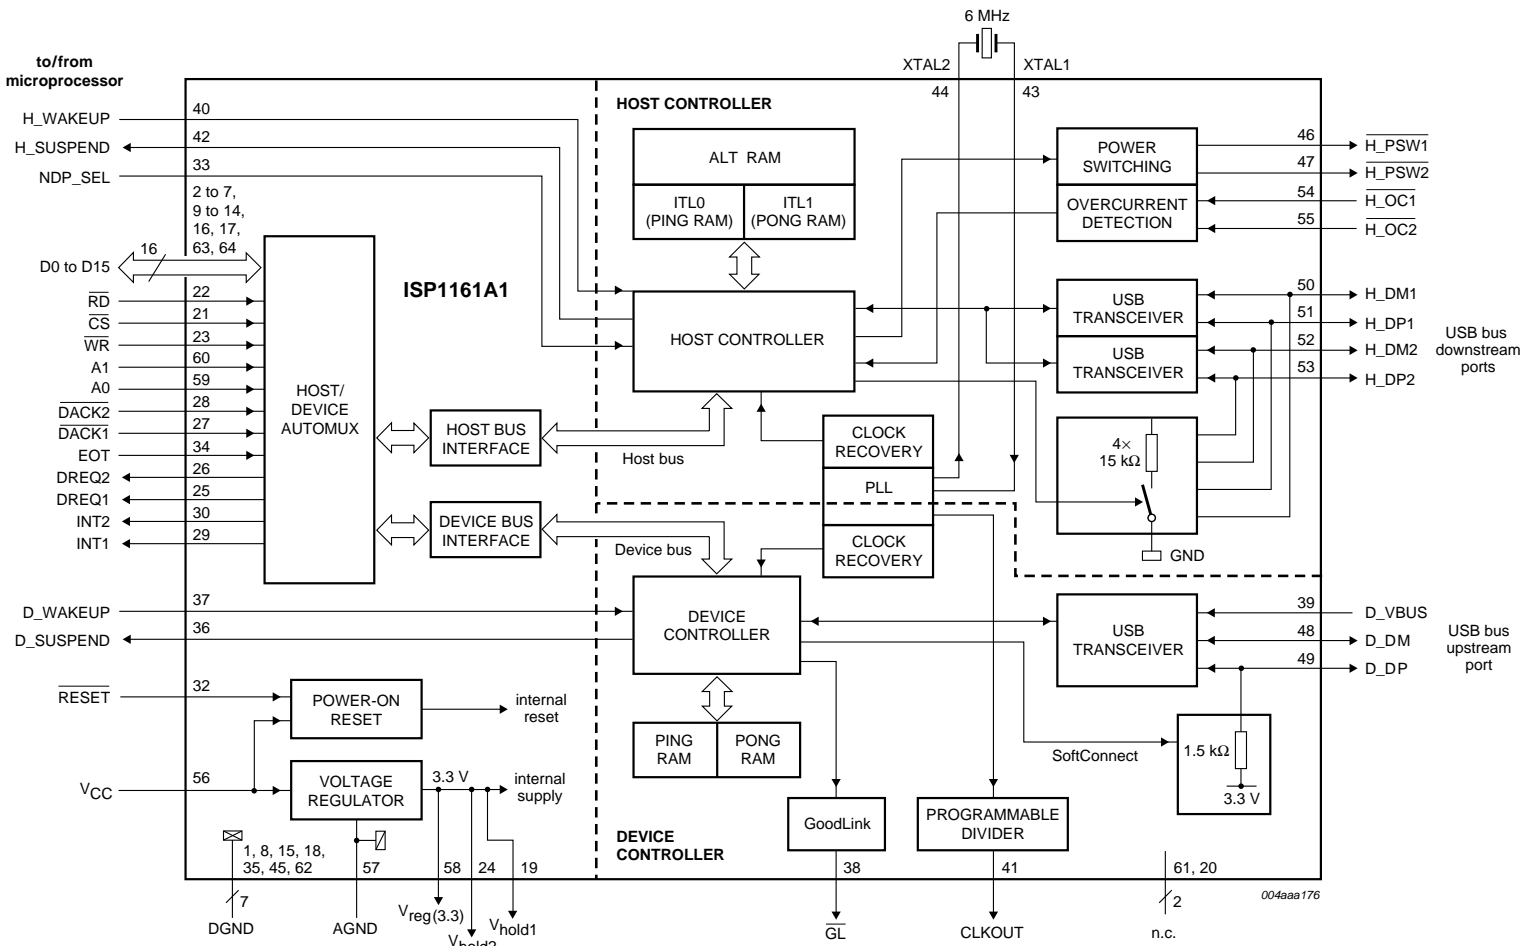 6 MHz
to/from
microprocessor
XTAL2
XTAL1
44
43
HOST CONTROLLER
H_WAKEUP
40
H_SUSPEND
42
NDP_SEL
33
ALT RAM
ITL0
(PING RAM)
ITL1
(PONG RAM)
POWER
SWITCHING
46
H_PSW1
47
H_PSW2
OVERCURRENT
DETECTION
54
H_OC1
55
H_OC2
2 to 7,
9 to 14,
16, 17,
63, 64
16
D0 to D15
ISP1161A1
RD
22
CS
21
WR
23
A1
60
A0
59
DACK2
28
DACK1
27
EOT
34
DREQ2
26
DREQ1
25
INT2
30
INT1
29
HOST/
DEVICE
AUTOMUX
HOST CONTROLLER
USB
TRANSCEIVER
USB
TRANSCEIVER
50
H_DM1
51
H_DP1
52
H_DM2
53
H_DP2
USB bus
downstream
ports
HOST BUS
INTERFACE
Host bus
CLOCK
RECOVERY
PLL
CLOCK
RECOVERY
4×
15 kΩ
GND
DEVICE BUS
INTERFACE
Device bus
D_WAKEUP
37
D_SUSPEND
36
DEVICE
CONTROLLER
USB
TRANSCEIVER
39
D_VBUS
48
D_DM
49
D_DP
USB bus
upstream
port
RESET
32
POWER-ON
RESET
internal
reset
PING
RAM
PONG
RAM
SoftConnect
1.5 kΩ
3.3 V
VCC
56
VOLTAGE
REGULATOR
3.3 V
internal
supply
GoodLink
PROGRAMMABLE
DIVIDER
DEVICE
CONTROLLER
1, 8, 15, 18,
35, 45, 62
57
58
24
19
38
41
61, 20
7
2
004aaa176
DGND
AGND
Vreg(3.3)
Vhold2
Vhold1
GL
CLKOUT
n.c.